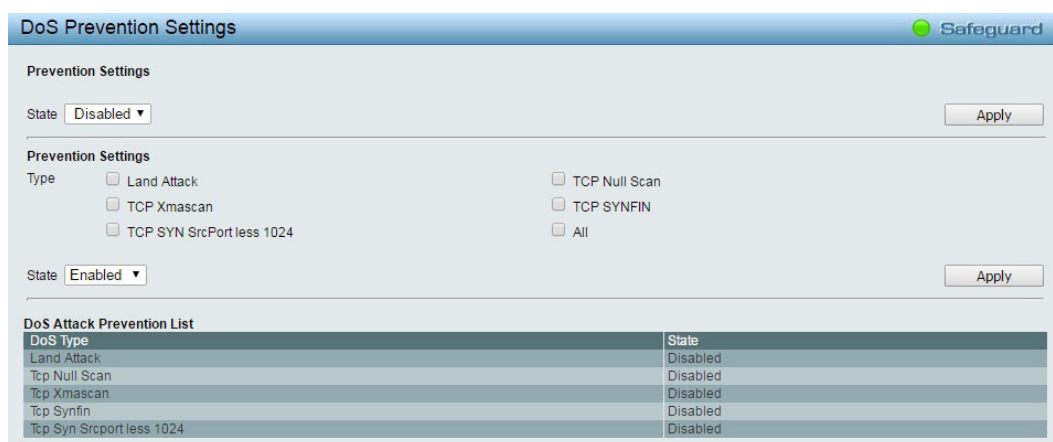 DoS Prevention Settings
Safeguard
Prevention Settings
State Disabled Apply
Prevention Settings
Type Land Attack TCP Null Scan
TCP Xmascan TCP SYNFIN
TCP SYN SrcPort less 1024 All
State Enabled Apply
DoS Attack Prevention List
DoS Type State
Land Attack Disabled
Tcp Null Scan Disabled
Tcp Xmascan Disabled
Tcp Synfin Disabled
Tcp Syn Srcport less 1024 Disabled